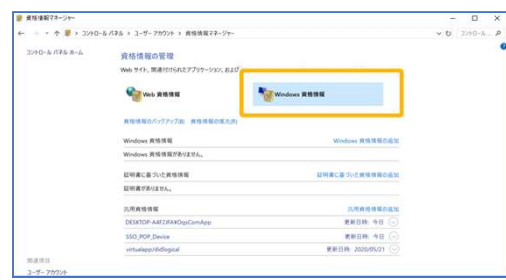 資格情報マネージャー
コントロール パネル › ユーザー アカウント › 資格情報マネージャー
コントロール パネル ホーム
資格情報の管理
Web サイト、関連付けられたアプリケーション、および
Web 資格情報
Windows 資格情報
資格情報のバックアップ(B) 資格情報の復元(R)
Windows 資格情報 Windows 資格情報の追加
Windows 資格情報がありません。
証明書に基づいた資格情報 証明書に基づく資格情報の追加
証明書がありません。
汎用資格情報 汎用資格情報の追加
更新日時: 今日
SSO_POP_Device 更新日時: 今日
virtualapp/didlogical 更新日時: 2020/05/21
関連項目
ユーザー アカウント